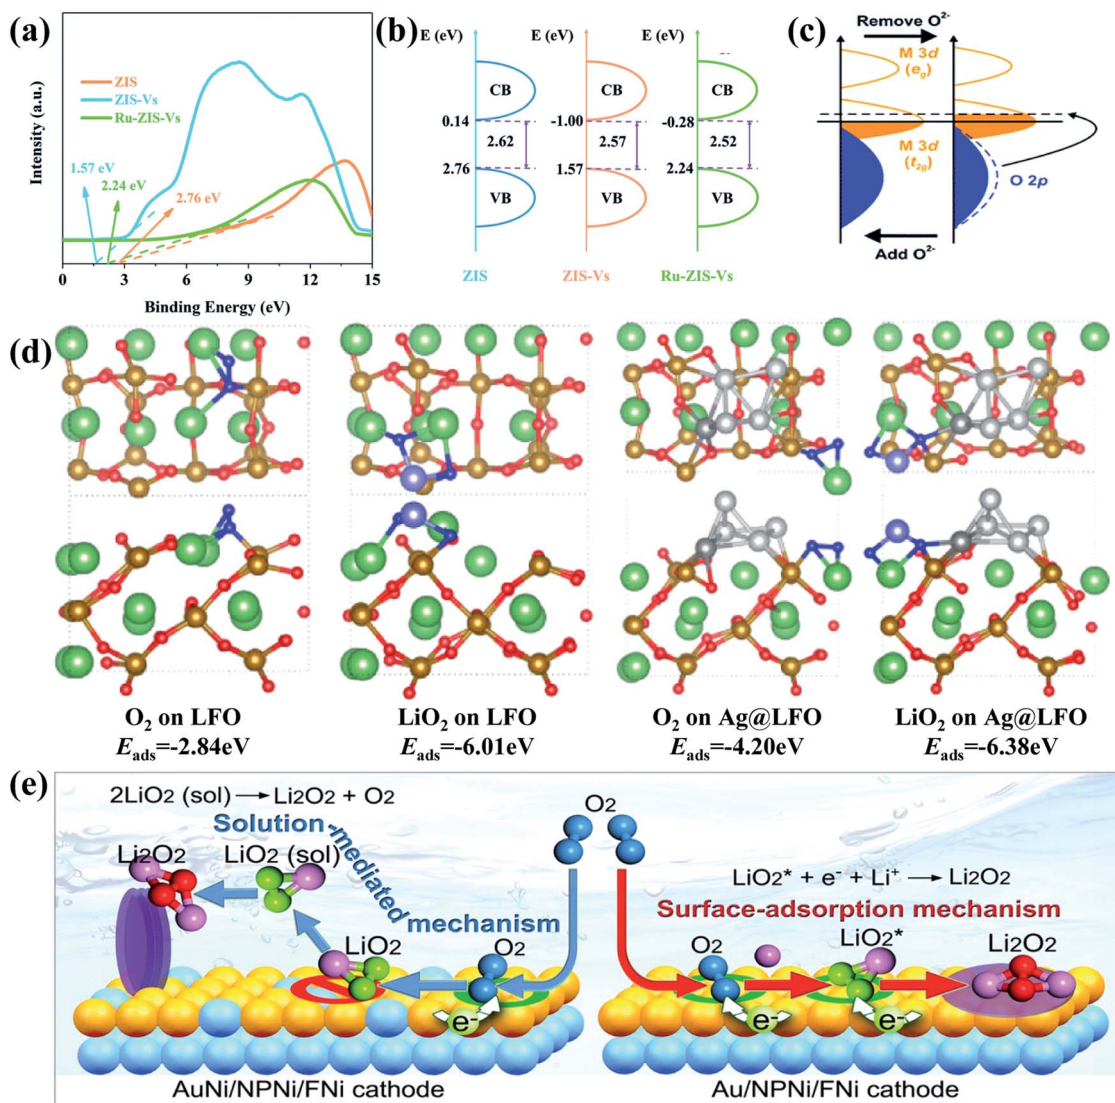 (a)
Intensity (a.u.)
ZIS
ZIS-Vs
Ru-ZIS-Vs
1.57 eV
2.24 eV
2.76 eV
0 3 6 9 12 15
Binding Energy (eV)
(b)
E (eV) E (eV) E (eV)
CB CB CB
0.14 -1.00 -0.28
2.62 2.57 2.52
2.76 1.57 2.24
VB VB VB
ZIS ZIS-Vs Ru-ZIS-Vs
(c)
Remove O²⁻
M 3d
(e₉)
M 3d
(t₂₉)
O 2p
Add O²⁻
(d)
O₂ on LFO
E_ads=-2.84eV
LiO₂ on LFO
E_ads=-6.01eV
O₂ on Ag@LFO
E_ads=-4.20eV
LiO₂ on Ag@LFO
E_ads=-6.38eV
(e)
2LiO₂ (sol) → Li₂O₂ + O₂
Solution-mediated mechanism
Li₂O₂
LiO₂ (sol)
LiO₂
O₂
e-
O₂
LiO₂* + e⁻ + Li⁺ → Li₂O₂
Surface-adsorption mechanism
O₂
LiO₂*
Li₂O₂
e-
e-
AuNi/NPNi/FNi cathode
Au/NPNi/FNi cathode